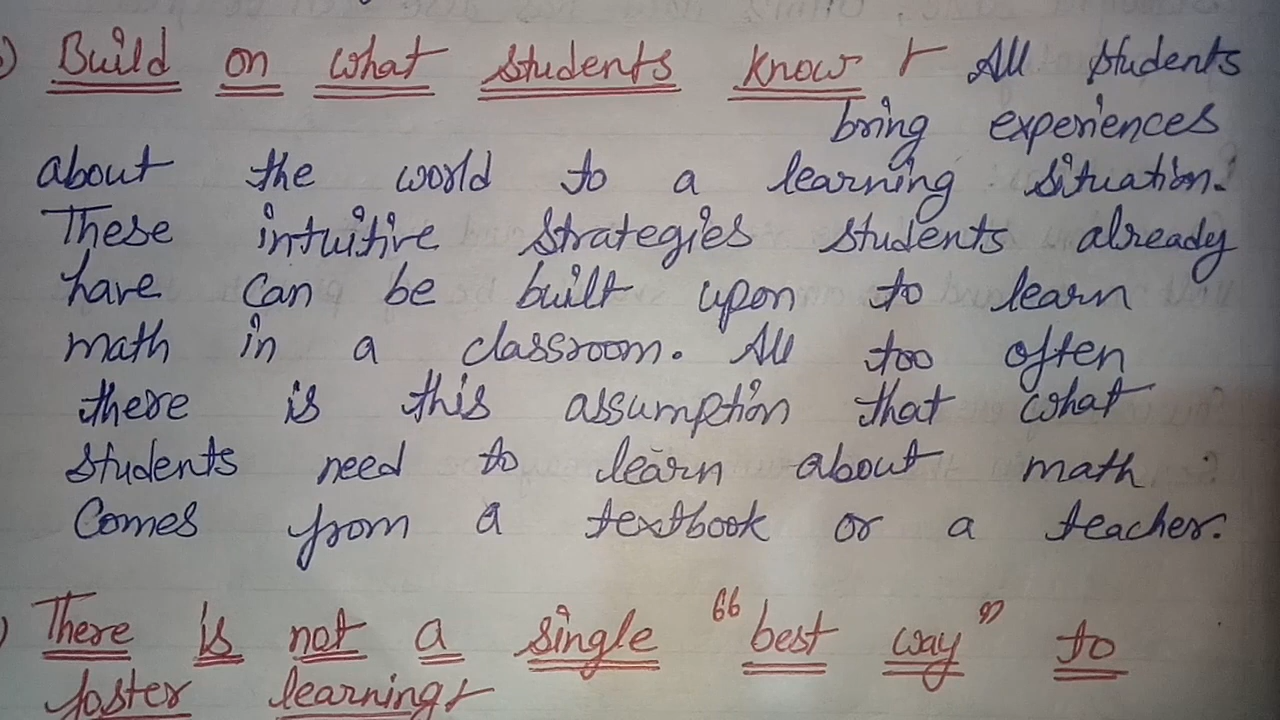 ) Build on what students know :- All students
bring experiences
about the world to a learning situation.
These intuitive strategies students already
have can be built upon to learn
math in a classroom. All too often
there is this assumption that what
students need to learn about math
Comes from a textbook or a teacher.
) There is not a single "best way" to
foster learning:-